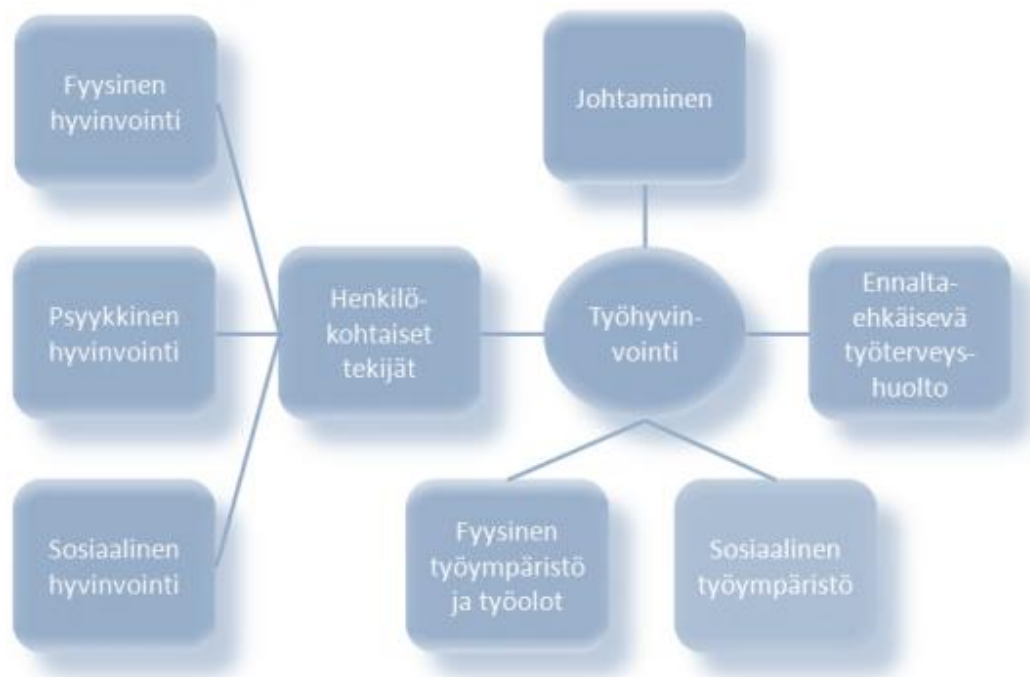 Fyysinen
hyvinvointi
Johtaminen
Psyykkinen
hyvinvointi
Henkilö-
kohtaiset
tekijät
Työhyvin-
vointi
Ennalta-
ehkäisevä
työterveys-
huolto
Sosiaalinen
hyvinvointi
Fyysinen
työympäristö
ja työolot
Sosiaalinen
työympäristö